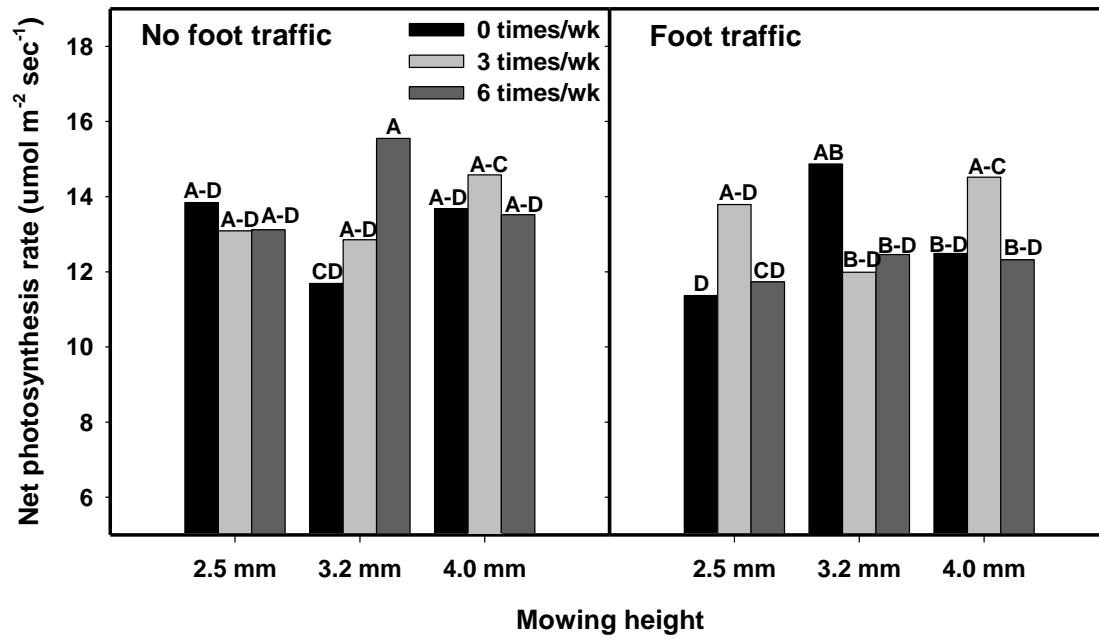 No foot traffic
0 times/wk
3 times/wk
6 times/wk
Foot traffic
Net photosynthesis rate (umol m⁻² sec⁻¹)
18
16
14
12
10
8
6
A-D
A-D
A-D
CD
A-D
A
A-D
A-C
A-D
D
A-D
CD
AB
B-D
B-D
B-D
A-C
B-D
2.5 mm 3.2 mm 4.0 mm 2.5 mm 3.2 mm 4.0 mm
Mowing height